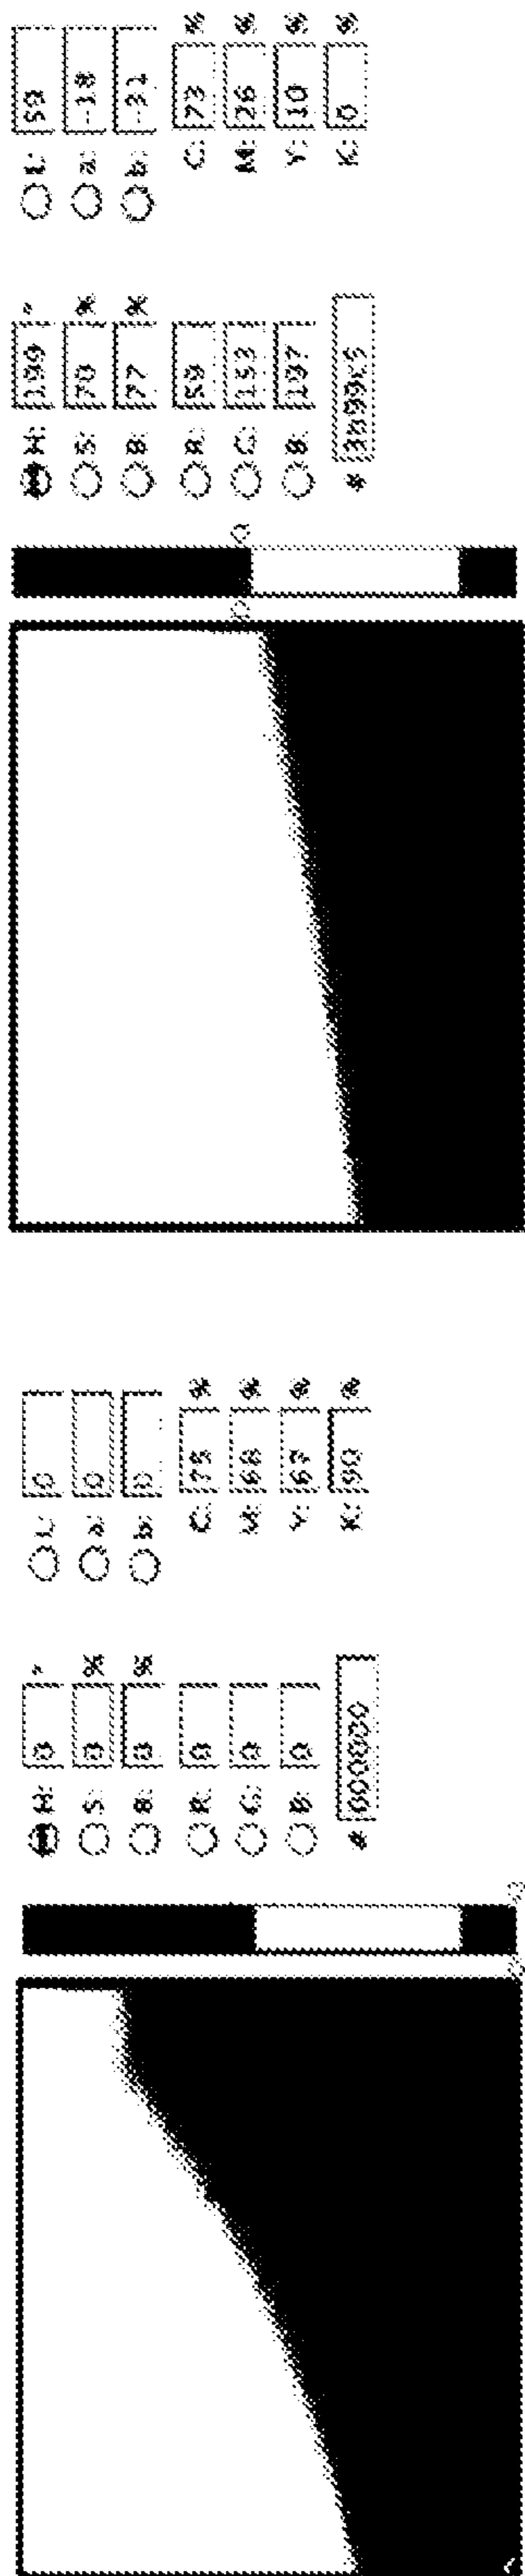 H: 0 ° L: 0
S: 0 % a: 0
B: 0 % b: 0
R: 0 C: 75 %
G: 0 M: 68 %
B: 0 Y: 67 %
# 000000 K: 90 %
H: 199 ° L: 59
S: 70 % a: -18
B: 77 % b: -31
R: 59 C: 73 %
G: 153 M: 26 %
B: 197 Y: 10 %
# 3b99c5 K: 0 %